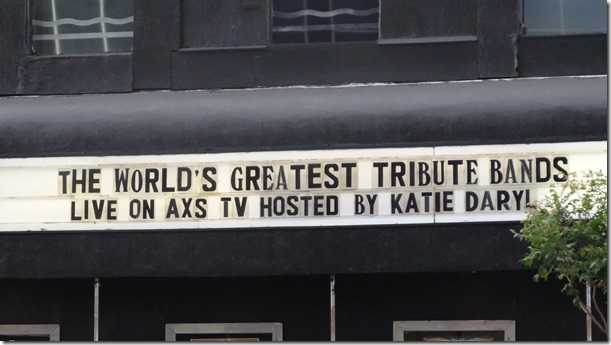 THE WORLD'S GREATEST TRIBUTE BANDS
LIVE ON AXS TV HOSTED BY KATIE DARYL